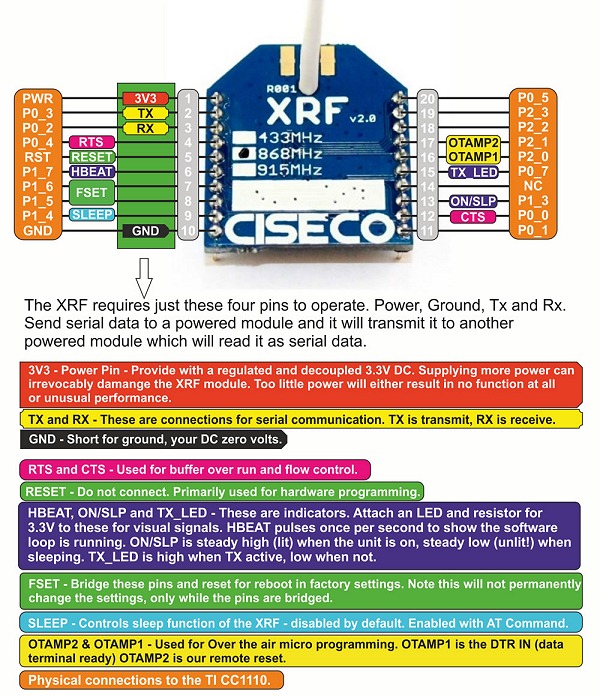 R001
XRF v2.0
433MHz
868MHz
915MHz
CISECO
PWR 3V3 1
P0_3 TX 2
P0_2 RX 3
P0_4 RTS 4
RST RESET 5
P1_7 HBEAT 6
P1_6 7
FSET
P1_5 8
P1_4 SLEEP 9
GND GND 10
20 P0_5
19 P2_3
18 P2_2
17 OTAMP2 P2_1
16 OTAMP1 P2_0
15 TX_LED P0_7
14 NC
13 ON/SLP P1_3
12 CTS P0_0
11 P0_1
The XRF requires just these four pins to operate. Power, Ground, Tx and Rx.
Send serial data to a powered module and it will transmit it to another
powered module which will read it as serial data.
3V3 - Power Pin - Provide with a regulated and decoupled 3.3V DC. Supplying more power can
irrevocably damange the XRF module. Too little power will either result in no function at all
or unusual performance.
TX and RX - These are connections for serial communication. TX is transmit, RX is receive.
GND - Short for ground, your DC zero volts.
RTS and CTS - Used for buffer over run and flow control.
RESET - Do not connect. Primarily used for hardware programming.
HBEAT, ON/SLP and TX_LED - These are indicators. Attach an LED and resistor for
3.3V to these for visual signals. HBEAT pulses once per second to show the software
loop is running. ON/SLP is steady high (lit) when the unit is on, steady low (unlit!) when
sleeping. TX_LED is high when TX active, low when not.
FSET - Bridge these pins and reset for reboot in factory settings. Note this will not permanently
change the settings, only while the pins are bridged.
SLEEP - Controls sleep function of the XRF - disabled by default. Enabled with AT Command.
OTAMP2 & OTAMP1 - Used for Over the air micro programming. OTAMP1 is the DTR IN (data
terminal ready) OTAMP2 is our remote reset.
Physical connections to the TI CC1110.